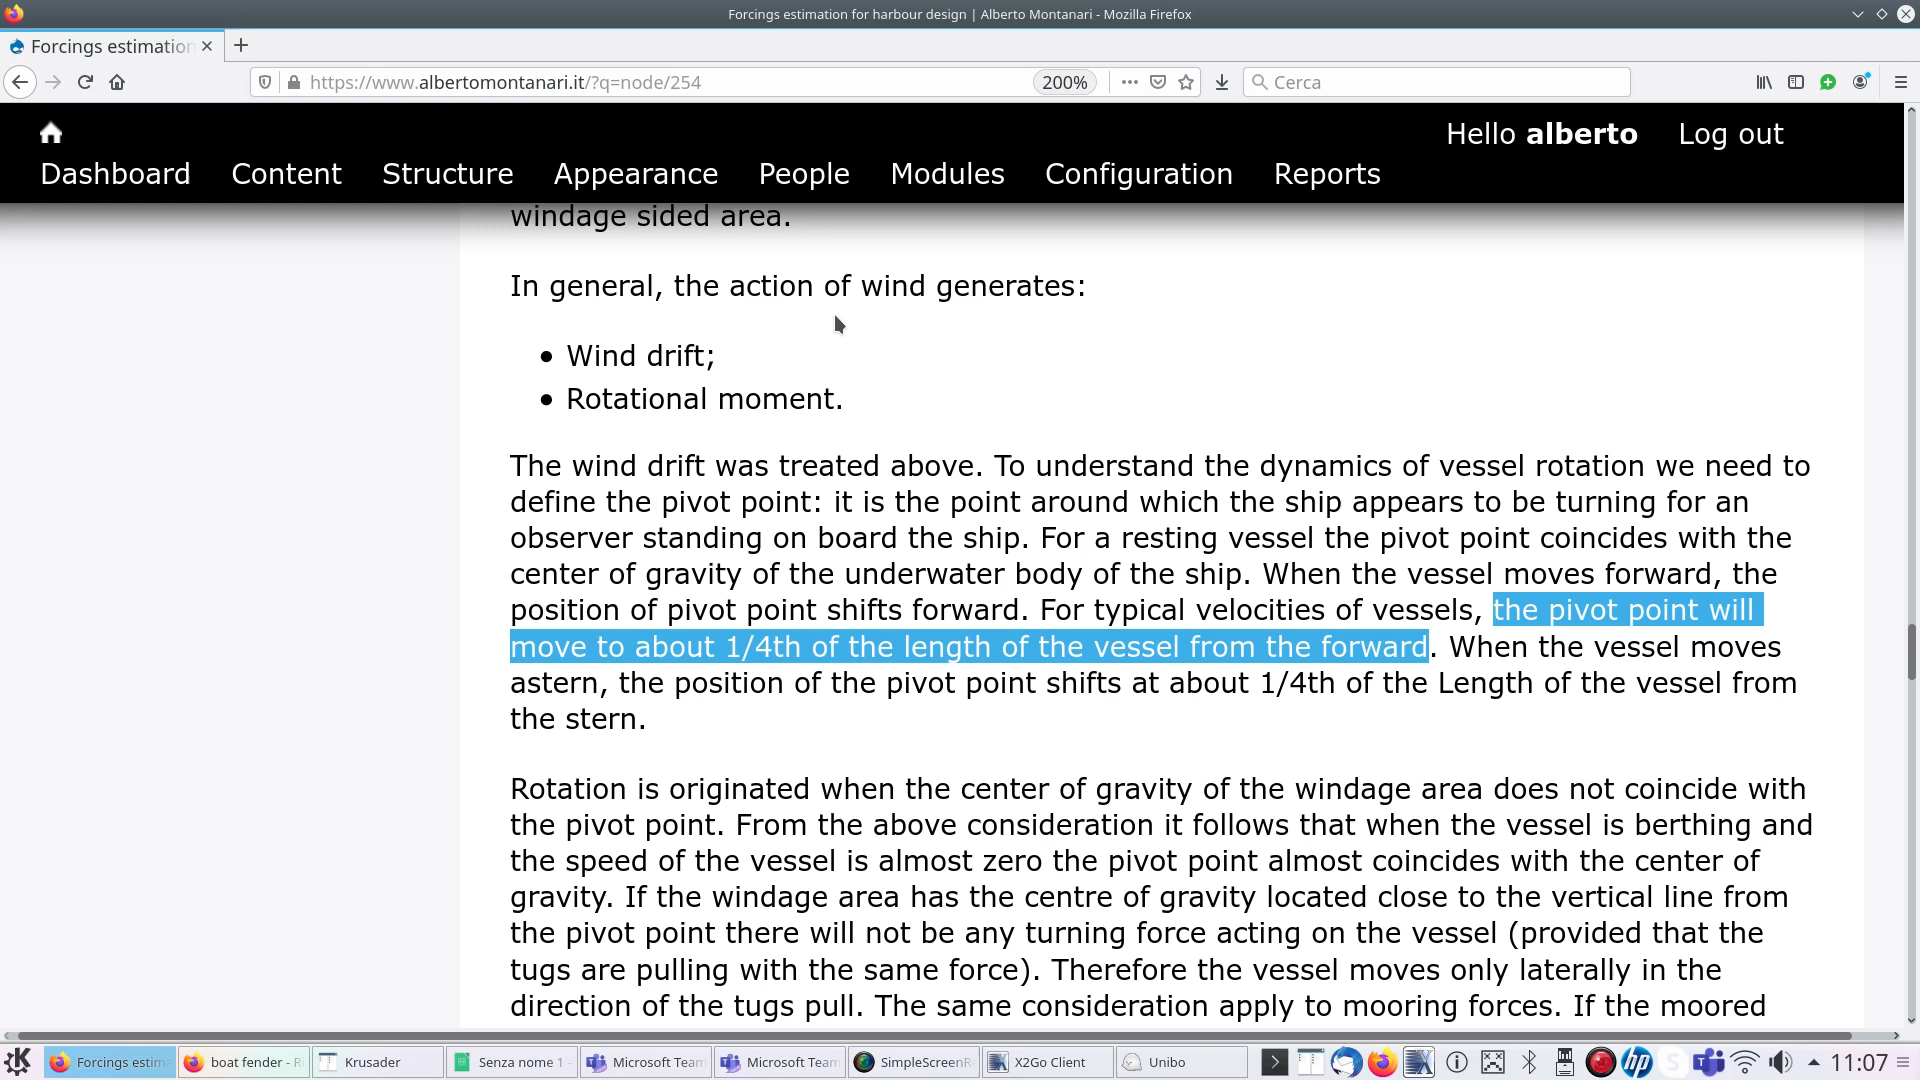 Forcings estimation for harbour design | Alberto Montanari - Mozilla Firefox
Forcings estimation
https://www.albertomontanari.it/?q=node/254
200%
Cerca
Hello alberto
Log out
Dashboard Content Structure Appearance People Modules Configuration Reports
windage sided area.
In general, the action of wind generates:
• Wind drift;
• Rotational moment.
The wind drift was treated above. To understand the dynamics of vessel rotation we need to
define the pivot point: it is the point around which the ship appears to be turning for an
observer standing on board the ship. For a resting vessel the pivot point coincides with the
center of gravity of the underwater body of the ship. When the vessel moves forward, the
position of pivot point shifts forward. For typical velocities of vessels, the pivot point will
move to about 1/4th of the length of the vessel from the forward. When the vessel moves
astern, the position of the pivot point shifts at about 1/4th of the Length of the vessel from
the stern.
Rotation is originated when the center of gravity of the windage area does not coincide with
the pivot point. From the above consideration it follows that when the vessel is berthing and
the speed of the vessel is almost zero the pivot point almost coincides with the center of
gravity. If the windage area has the centre of gravity located close to the vertical line from
the pivot point there will not be any turning force acting on the vessel (provided that the
tugs are pulling with the same force). Therefore the vessel moves only laterally in the
direction of the tugs pull. The same consideration apply to mooring forces. If the moored
Forcings estima
boat fender - Ri
Krusader
Senza nome 1 -
Microsoft Team
Microsoft Team
SimpleScreenRe
X2Go Client
Unibo
hp
11:07